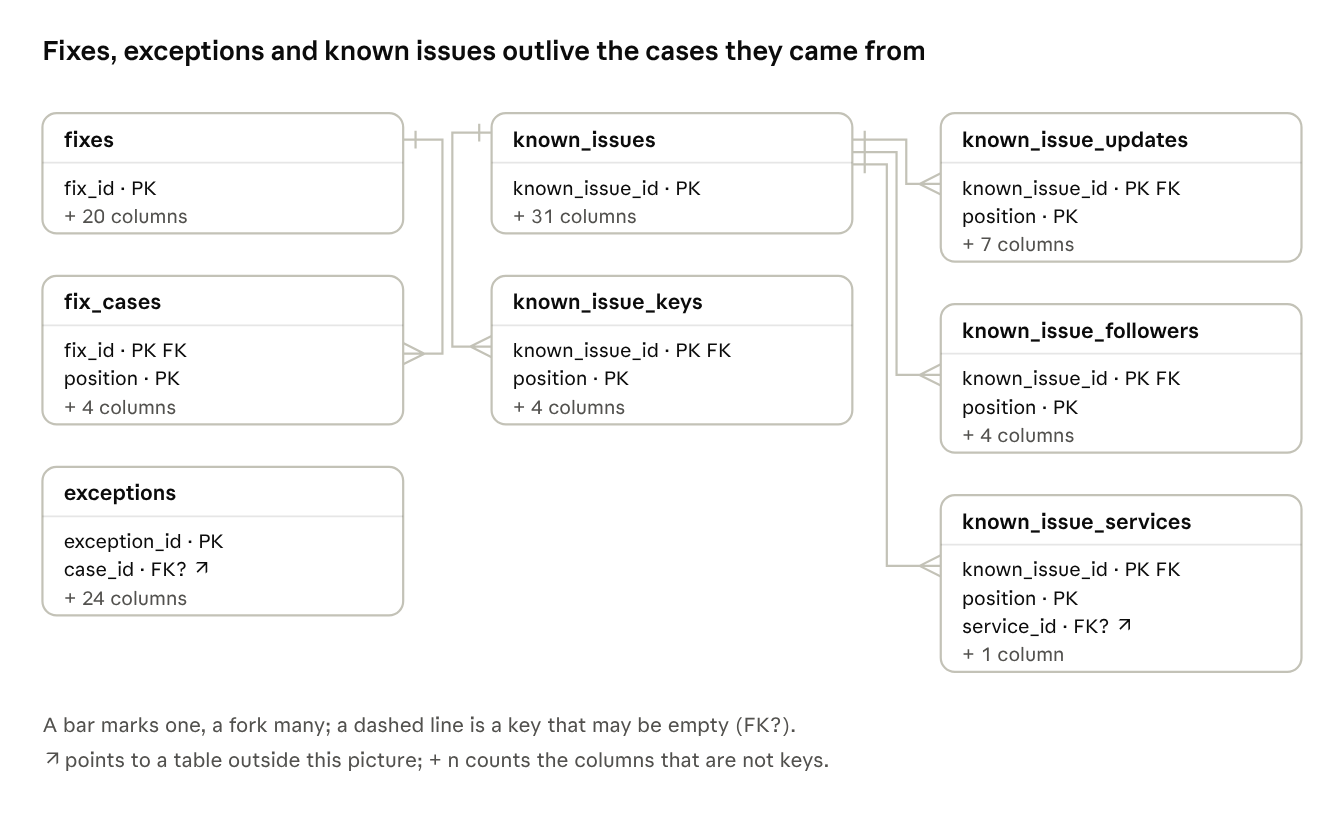 Fixes, exceptions and known issues outlive the cases they came from
fixes
fix_id · PK
+ 20 columns
fix_cases
fix_id · PK FK
position · PK
+ 4 columns
exceptions
exception_id · PK
case_id · FK? ↗
+ 24 columns
known_issues
known_issue_id · PK
+ 31 columns
known_issue_keys
known_issue_id · PK FK
position · PK
+ 4 columns
known_issue_updates
known_issue_id · PK FK
position · PK
+ 7 columns
known_issue_followers
known_issue_id · PK FK
position · PK
+ 4 columns
known_issue_services
known_issue_id · PK FK
position · PK
service_id · FK? ↗
+ 1 column
A bar marks one, a fork many; a dashed line is a key that may be empty (FK?).
↗ points to a table outside this picture; + n counts the columns that are not keys.